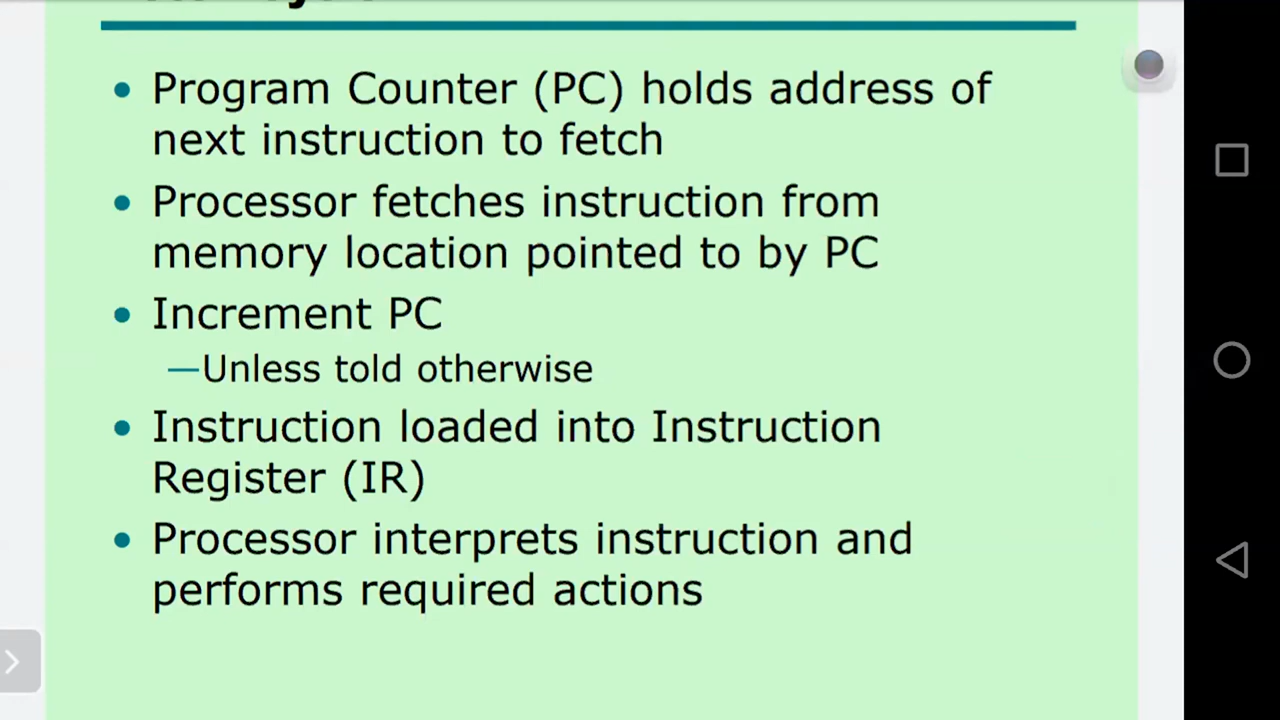 • Program Counter (PC) holds address of
next instruction to fetch
• Processor fetches instruction from
memory location pointed to by PC
• Increment PC
—Unless told otherwise
• Instruction loaded into Instruction
Register (IR)
• Processor interprets instruction and
performs required actions